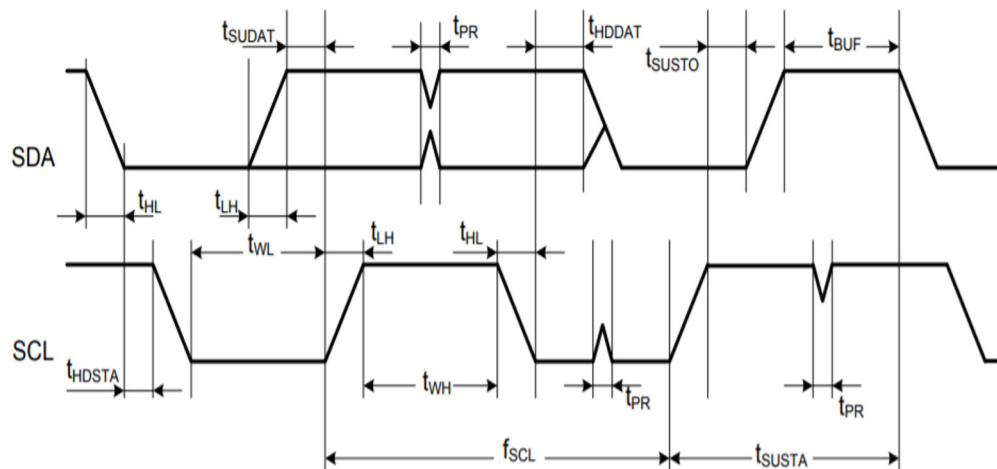 tSUDAT tPR tHDDAT tSUSTO tBUF
SDA
tHL tLH tWL tLH tHL
SCL
tHDSTA tWH tPR tPR
fSCL tSUSTA